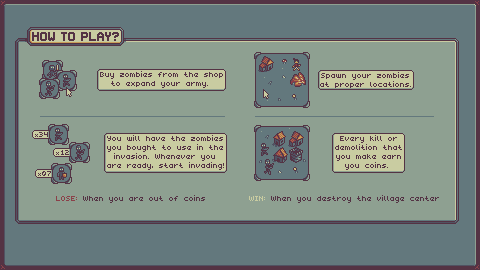 HOW TO PLAY?
Buy zombies from the shop
to expand your army.
Spawn your zombies
at proper locations.
x34
x12
x07
You will have the zombies
you bought to use in the
invasion. Whenever you
are ready, start invading!
Every kill or
demolition that
you make earn
you coins.
LOSE: When you are out of coins
WIN: When you destroy the village center